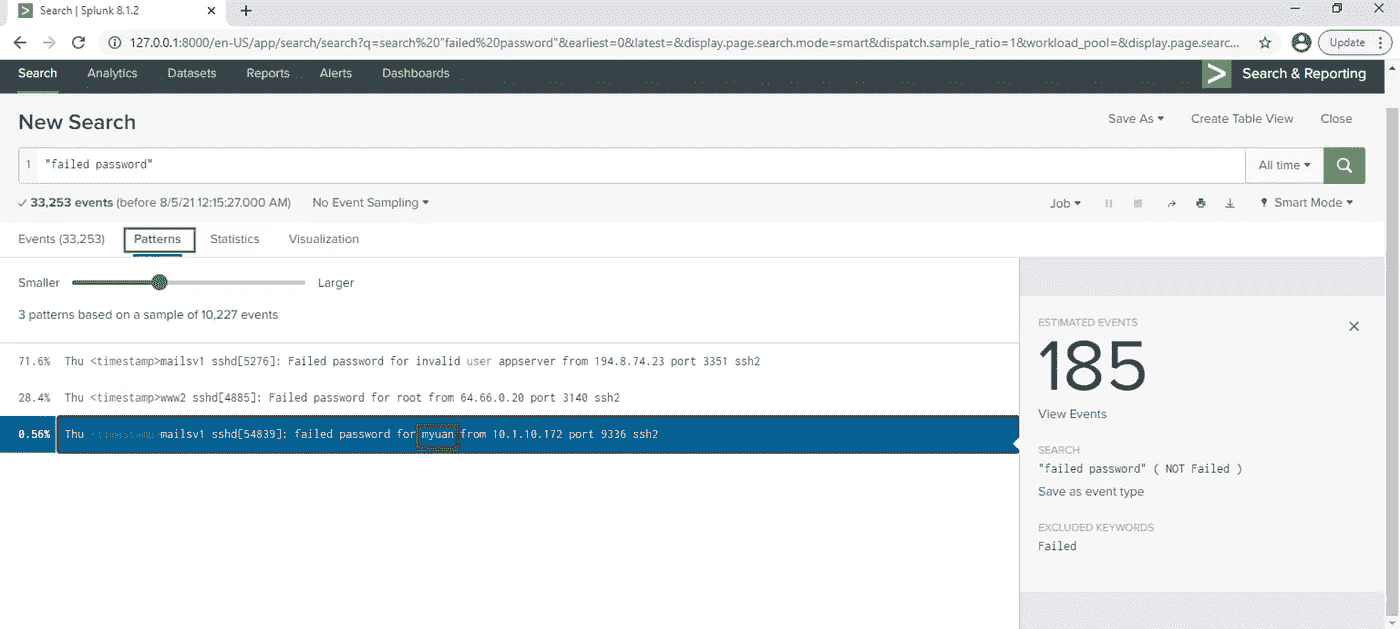 Search | Splunk 8.1.2
127.0.0.1:8000/en-US/app/search/search?q=search%20"failed%20password"&earliest=0&latest=&display.page.search.mode=smart&dispatch.sample_ratio=1&workload_pool=&display.page.searc...
Update
Search Analytics Datasets Reports Alerts Dashboards
Search & Reporting
New Search
Save As Create Table View Close
1 "failed password"
All time
33,253 events (before 8/5/21 12:15:27.000 AM) No Event Sampling
Job Smart Mode
Events (33,253) Patterns Statistics Visualization
Smaller Larger
3 patterns based on a sample of 10,227 events
71.6% Thu <timestamp>mailsv1 sshd[5276]: Failed password for invalid user appserver from 194.8.74.23 port 3351 ssh2
28.4% Thu <timestamp>www2 sshd[4885]: Failed password for root from 64.66.0.20 port 3140 ssh2
0.56% Thu <timestamp>mailsv1 sshd[54839]: failed password for myuan from 10.1.10.172 port 9336 ssh2
ESTIMATED EVENTS
185
View Events
SEARCH
"failed password" ( NOT Failed )
Save as event type
EXCLUDED KEYWORDS
Failed